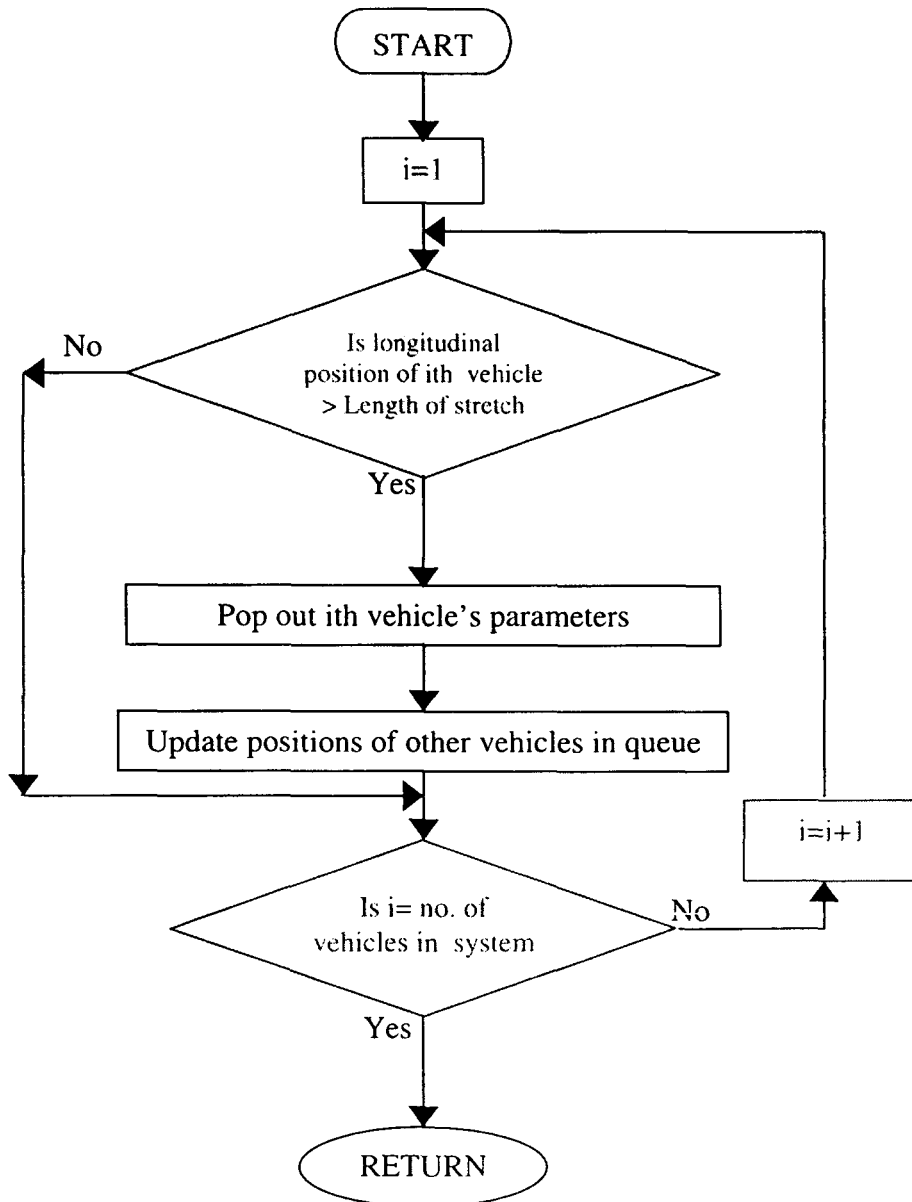 START
i=1
No
Is longitudinal
position of ith vehicle
> Length of stretch
Yes
Pop out ith vehicle's parameters
Update positions of other vehicles in queue
i=i+1
Is i= no. of
vehicles in system
No
Yes
RETURN